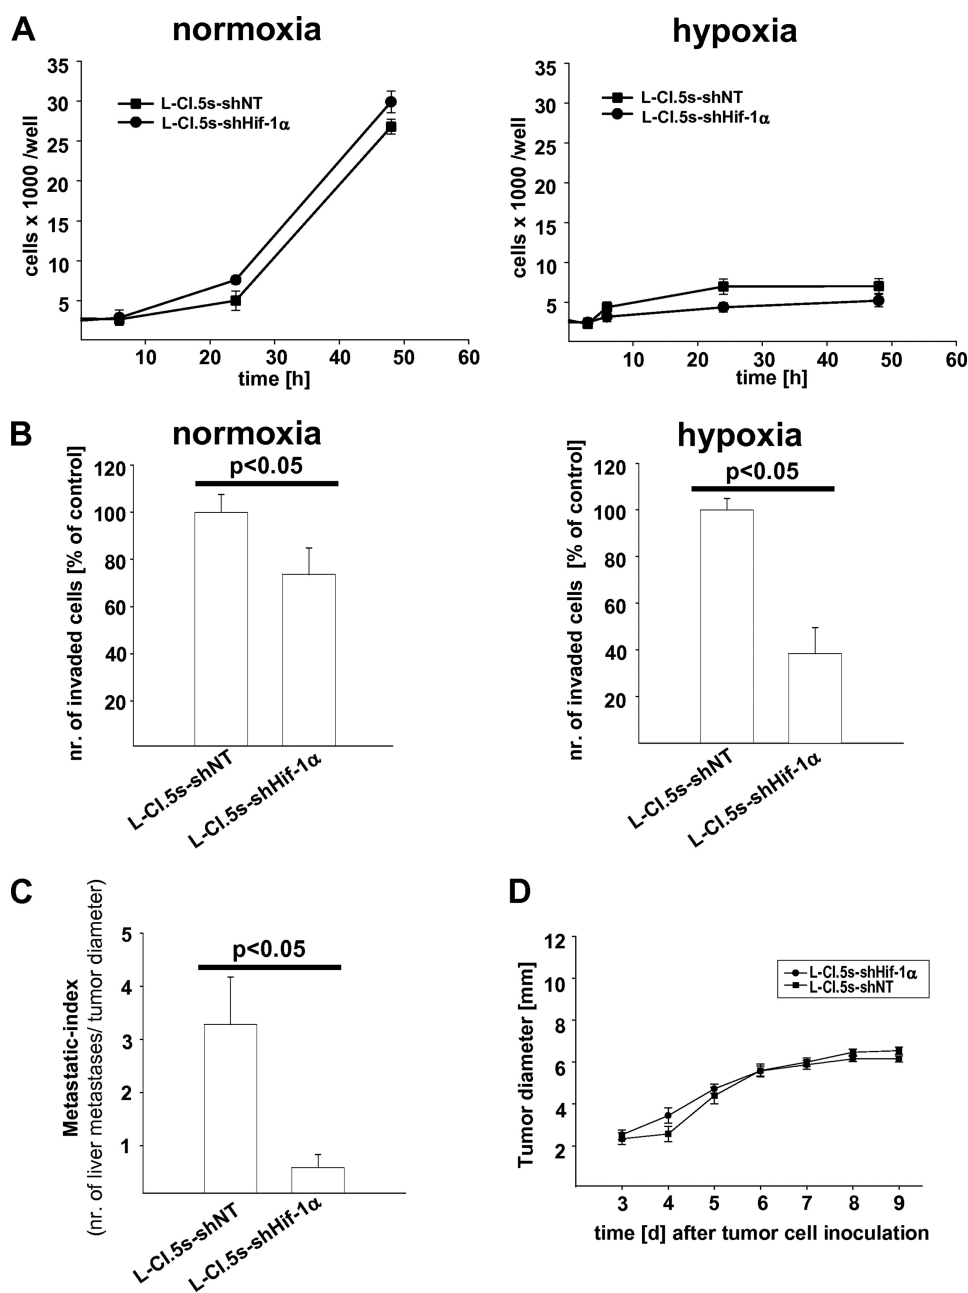 A
normoxia
35
30
25
20
15
10
5
cells x 1000 /well
L-Cl.5s-shNT
L-Cl.5s-shHif-1α
10 20 30 40 50 60
time [h]
hypoxia
35
30
25
20
15
10
5
cells x 1000 /well
L-Cl.5s-shNT
L-Cl.5s-shHif-1α
10 20 30 40 50 60
time [h]
B
normoxia
p<0.05
120
100
80
60
40
20
nr. of invaded cells [% of control]
L-Cl.5s-shNT
L-Cl.5s-shHif-1α
hypoxia
p<0.05
120
100
80
60
40
20
nr. of invaded cells [% of control]
L-Cl.5s-shNT
L-Cl.5s-shHif-1α
C
p<0.05
5
4
3
2
1
Metastatic-index
(nr. of liver metastases/ tumor diameter)
L-Cl.5s-shNT
L-Cl.5s-shHif-1α
D
12
10
8
6
4
2
Tumor diameter [mm]
L-Cl.5s-shHif-1α
L-Cl.5s-shNT
3 4 5 6 7 8 9
time [d] after tumor cell inoculation